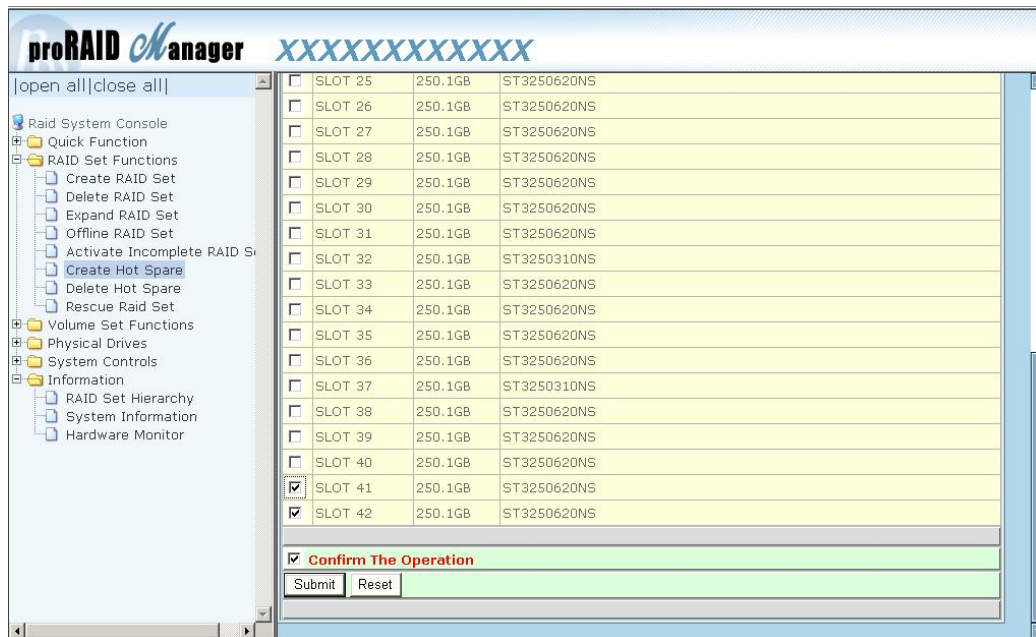 proRAID Manager XXXXXXXXXXXX
|open all|close all|
Raid System Console
Quick Function
RAID Set Functions
Create RAID Set
Delete RAID Set
Expand RAID Set
Offline RAID Set
Activate Incomplete RAID Se
Create Hot Spare
Delete Hot Spare
Rescue Raid Set
Volume Set Functions
Physical Drives
System Controls
Information
RAID Set Hierarchy
System Information
Hardware Monitor
SLOT 25 250.1GB ST3250620NS
SLOT 26 250.1GB ST3250620NS
SLOT 27 250.1GB ST3250620NS
SLOT 28 250.1GB ST3250620NS
SLOT 29 250.1GB ST3250620NS
SLOT 30 250.1GB ST3250620NS
SLOT 31 250.1GB ST3250620NS
SLOT 32 250.1GB ST3250310NS
SLOT 33 250.1GB ST3250620NS
SLOT 34 250.1GB ST3250620NS
SLOT 35 250.1GB ST3250620NS
SLOT 36 250.1GB ST3250620NS
SLOT 37 250.1GB ST3250310NS
SLOT 38 250.1GB ST3250620NS
SLOT 39 250.1GB ST3250620NS
SLOT 40 250.1GB ST3250620NS
SLOT 41 250.1GB ST3250620NS
SLOT 42 250.1GB ST3250620NS
Confirm The Operation
Submit Reset